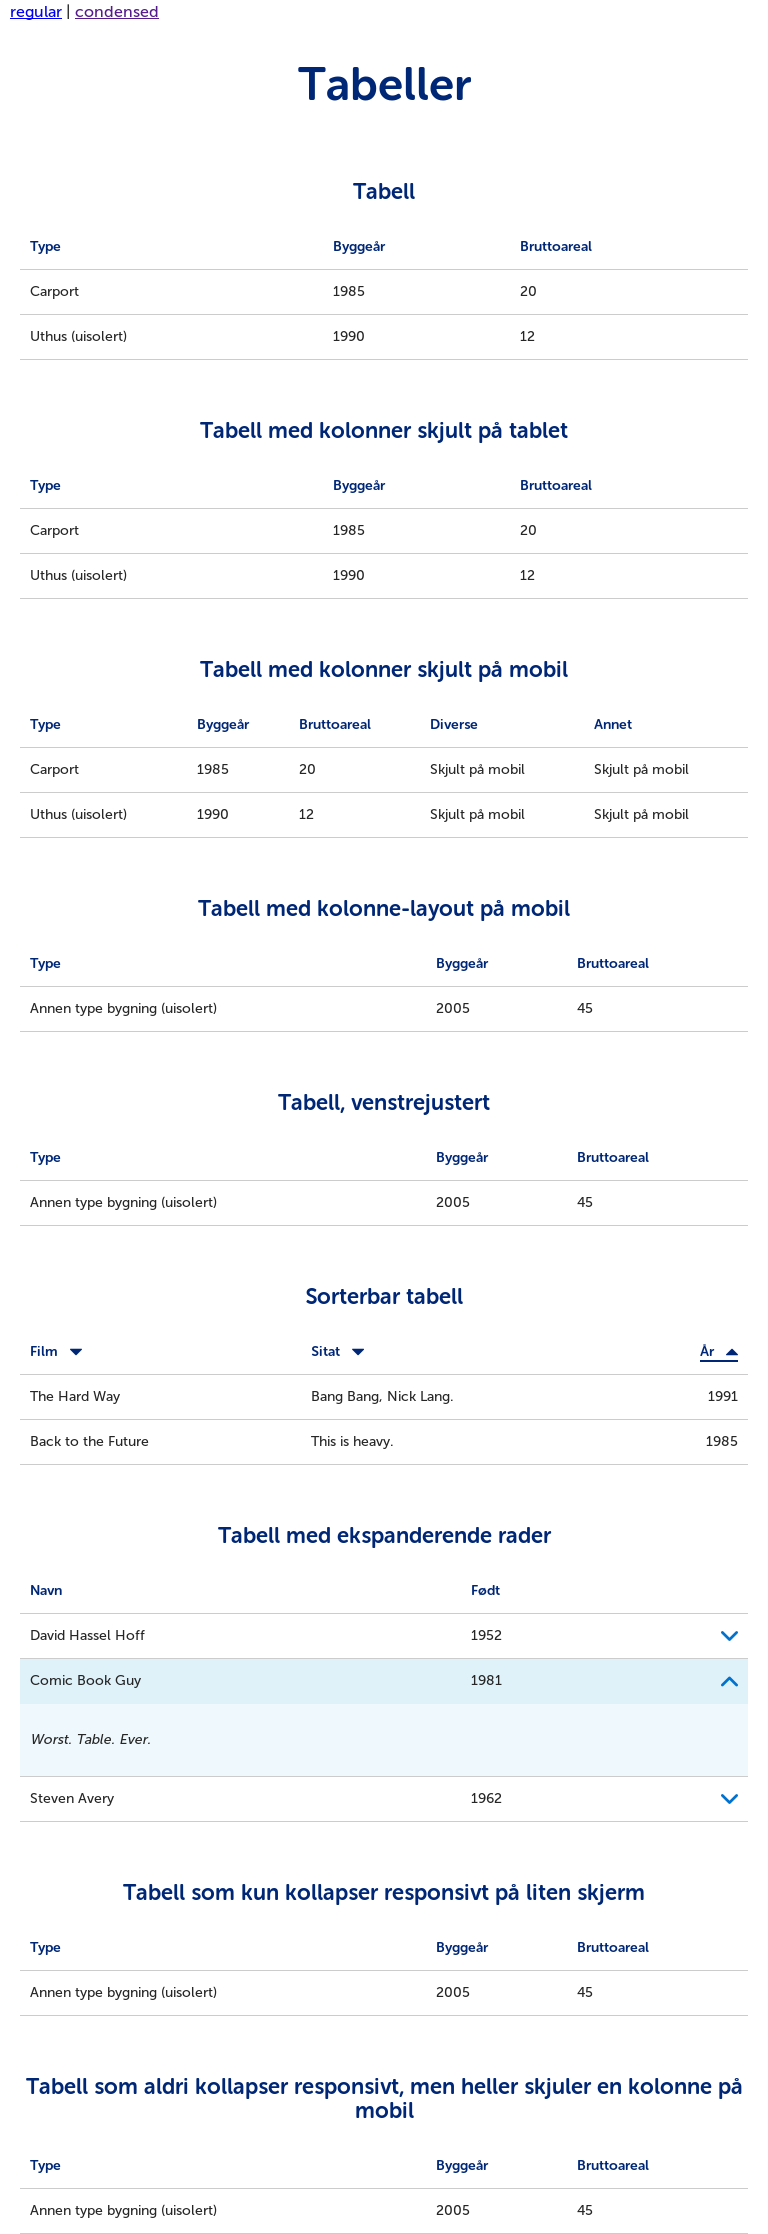 regular | condensed
Tabeller
Tabell
Type Byggeår Bruttoareal
Carport 1985 20
Uthus (uisolert) 1990 12
Tabell med kolonner skjult på tablet
Type Byggeår Bruttoareal
Carport 1985 20
Uthus (uisolert) 1990 12
Tabell med kolonner skjult på mobil
Type Byggeår Bruttoareal Diverse Annet
Carport 1985 20 Skjult på mobil Skjult på mobil
Uthus (uisolert) 1990 12 Skjult på mobil Skjult på mobil
Tabell med kolonne-layout på mobil
Type Byggeår Bruttoareal
Annen type bygning (uisolert) 2005 45
Tabell, venstrejustert
Type Byggeår Bruttoareal
Annen type bygning (uisolert) 2005 45
Sorterbar tabell
Film Sitat År
The Hard Way Bang Bang, Nick Lang. 1991
Back to the Future This is heavy. 1985
Tabell med ekspanderende rader
Navn Født
David Hassel Hoff 1952
Comic Book Guy 1981
Worst. Table. Ever.
Steven Avery 1962
Tabell som kun kollapser responsivt på liten skjerm
Type Byggeår Bruttoareal
Annen type bygning (uisolert) 2005 45
Tabell som aldri kollapser responsivt, men heller skjuler en kolonne på
mobil
Type Byggeår Bruttoareal
Annen type bygning (uisolert) 2005 45